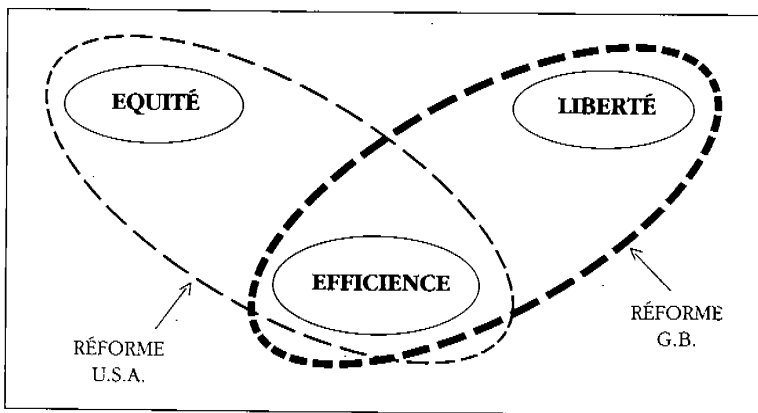 EQUITÉ
LIBERTÉ
EFFICIENCE
RÉFORME
U.S.A.
RÉFORME
G.B.